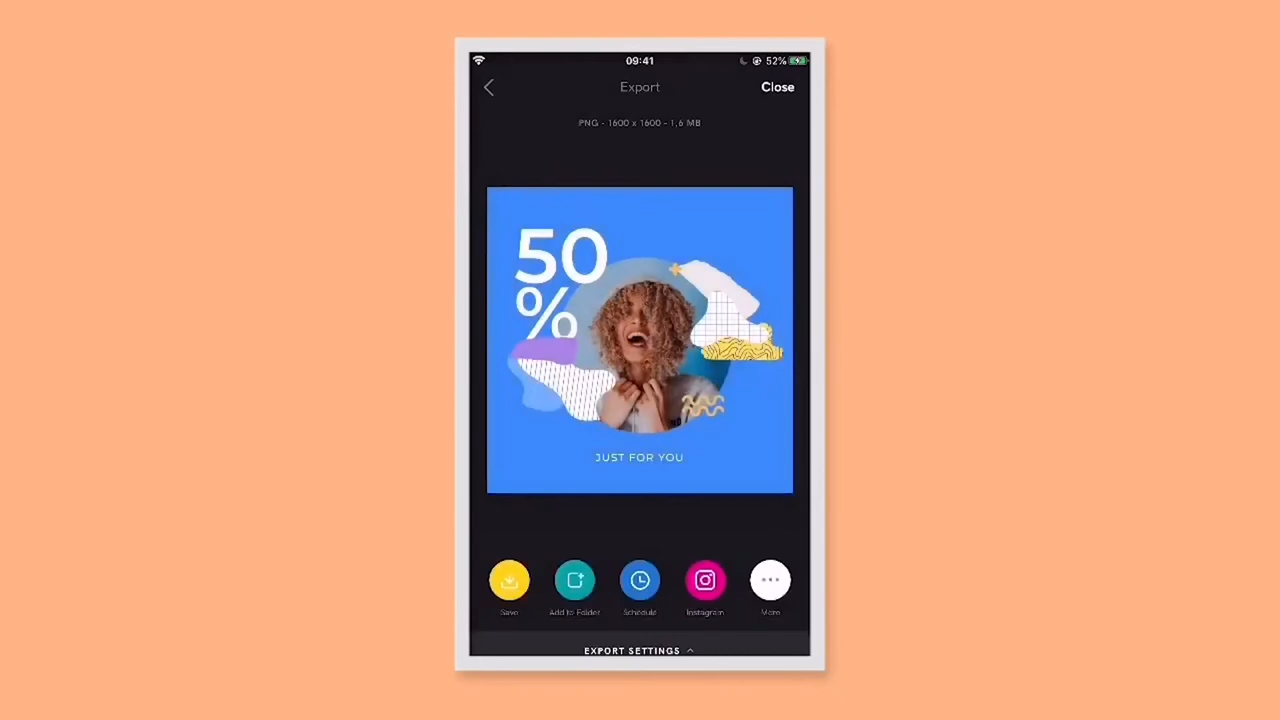 09:41
52%
Export
Close
PNG - 1600 x 1600 - 1,6 MB
50
%
JUST FOR YOU
Save
Add to Folder
Schedule
Instagram
More
EXPORT SETTINGS